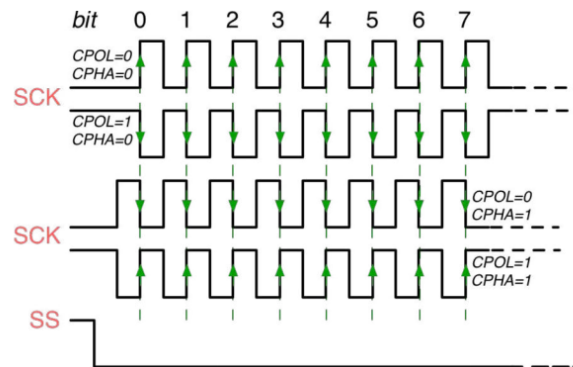 bit 0 1 2 3 4 5 6 7
CPOL=0
CPHA=0
SCK
CPOL=1
CPHA=0
CPOL=0
CPHA=1
SCK
CPOL=1
CPHA=1
SS